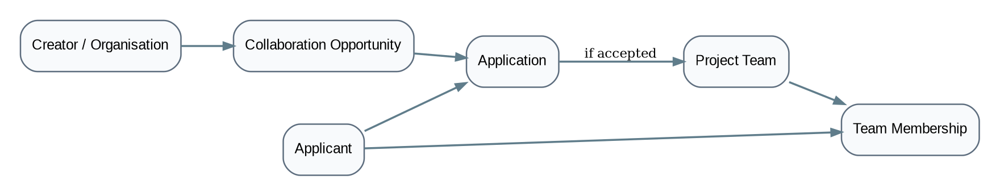 Creator / Organisation
Collaboration Opportunity
Application
if accepted
Project Team
Applicant
Team Membership